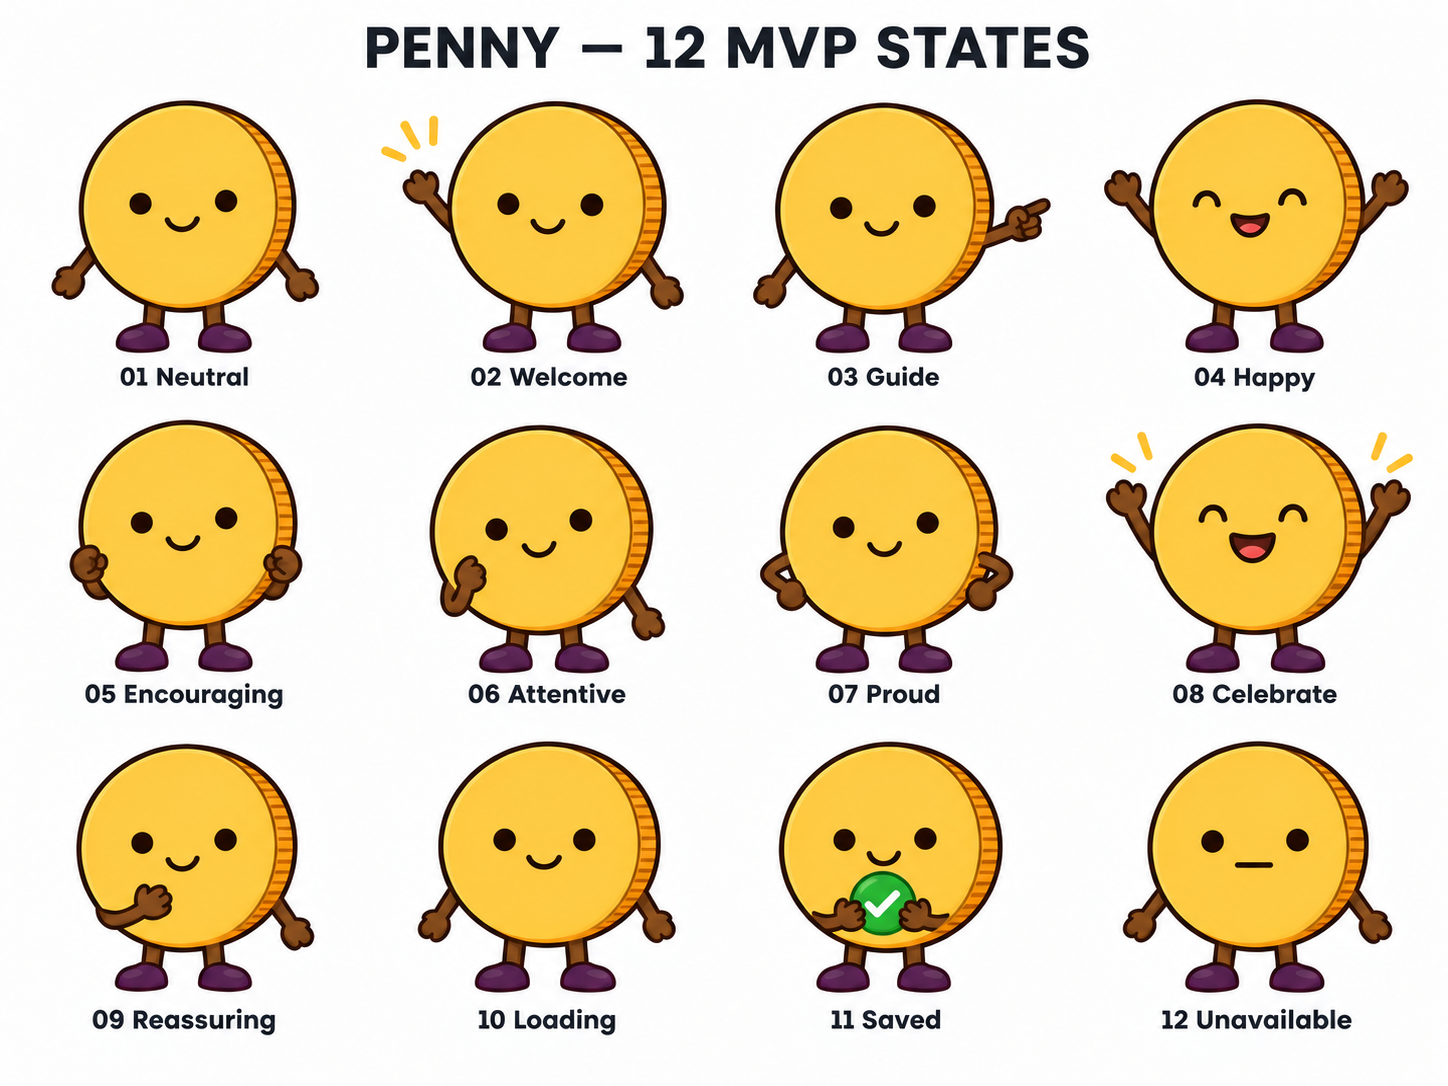 PENNY — 12 MVP STATES
01 Neutral
02 Welcome
03 Guide
04 Happy
05 Encouraging
06 Attentive
07 Proud
08 Celebrate
09 Reassuring
10 Loading
11 Saved
12 Unavailable